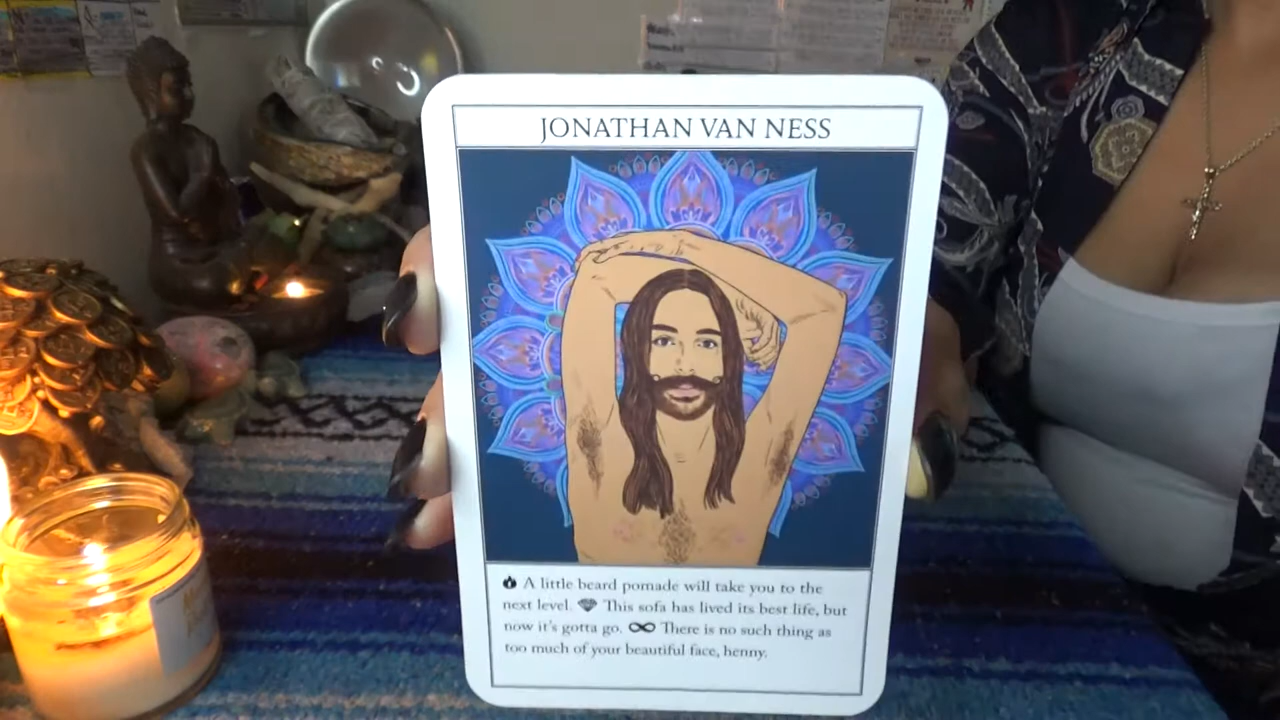 JONATHAN VAN NESS
A little beard pomade will take you to the
next level. This sofa has lived its best life, but
now it's gotta go. There is no such thing as
too much of your beautiful face, henny.